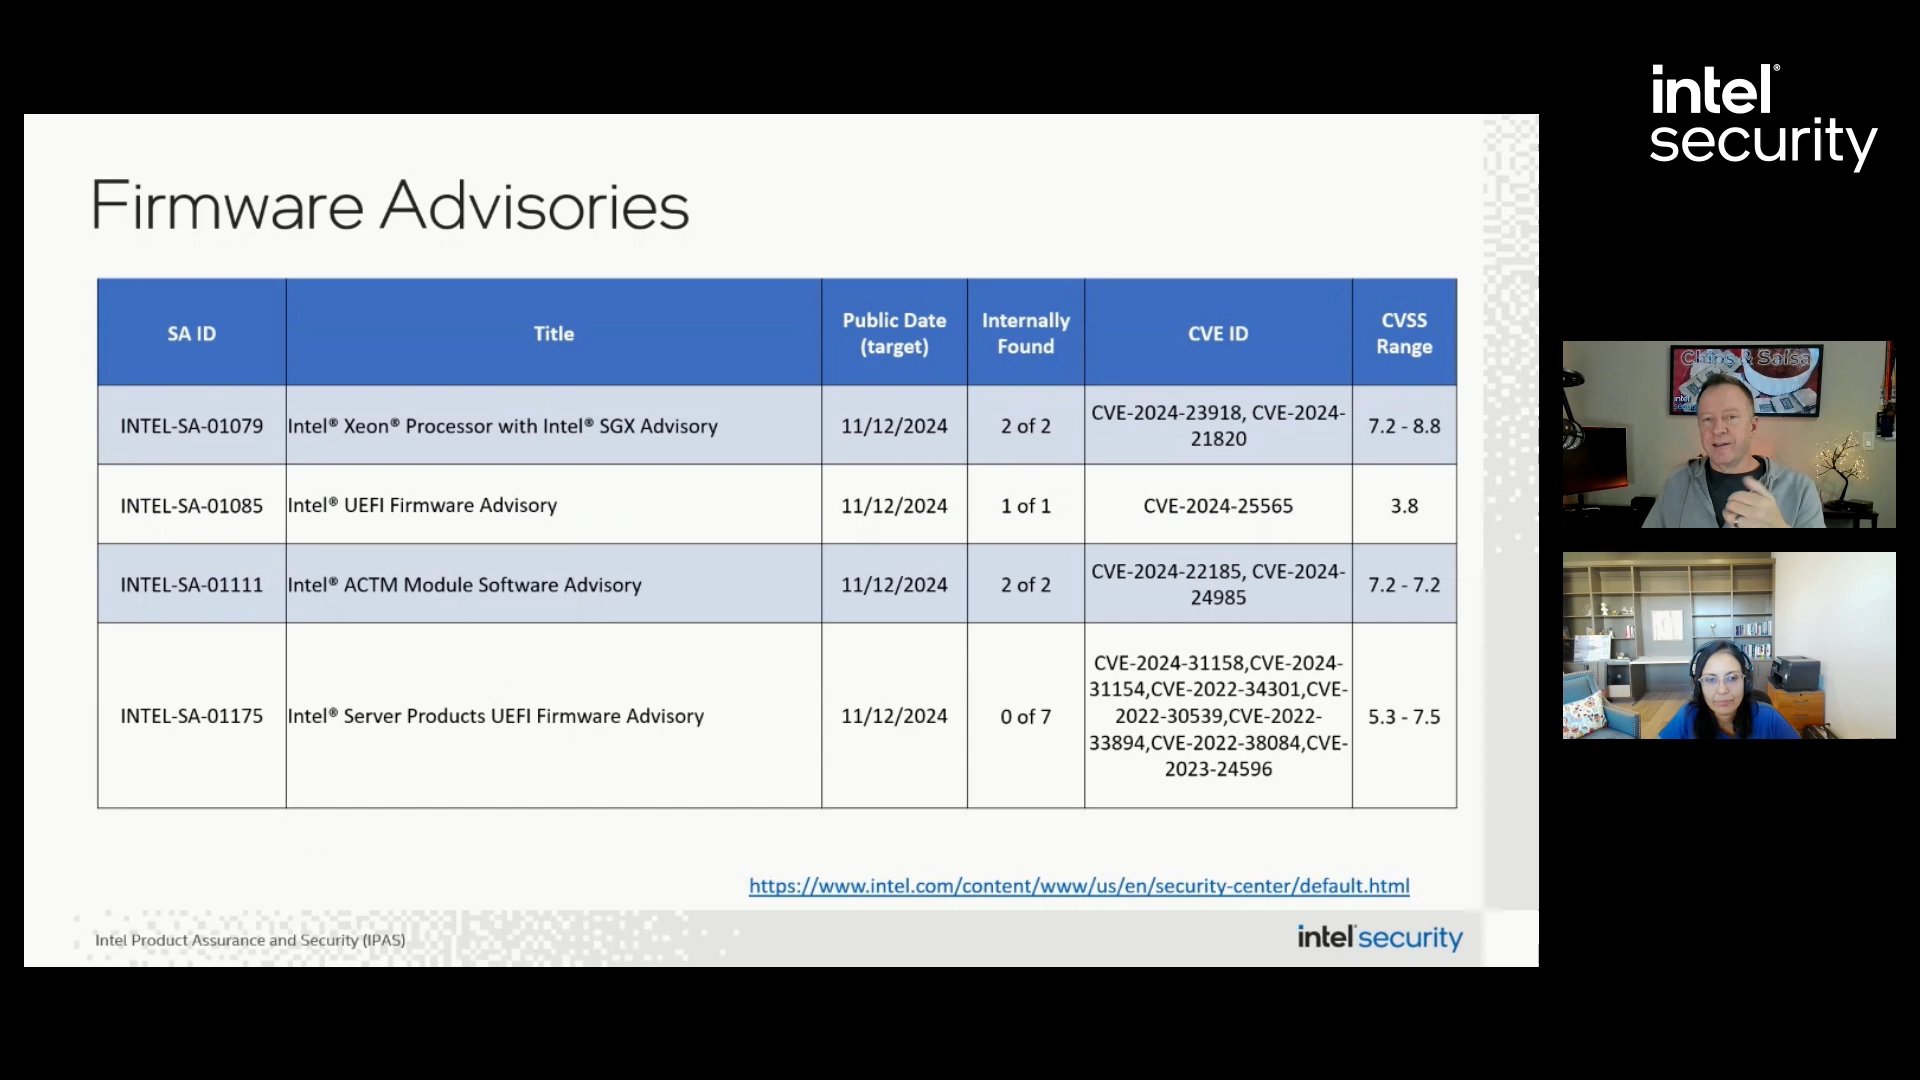 intel®
security
Firmware Advisories
SA ID
Title
Public Date
(target)
Internally
Found
CVE ID
CVSS
Range
INTEL-SA-01079
Intel® Xeon® Processor with Intel® SGX Advisory
11/12/2024
2 of 2
CVE-2024-23918, CVE-2024-
21820
7.2 - 8.8
INTEL-SA-01085
Intel® UEFI Firmware Advisory
11/12/2024
1 of 1
CVE-2024-25565
3.8
INTEL-SA-01111
Intel® ACTM Module Software Advisory
11/12/2024
2 of 2
CVE-2024-22185, CVE-2024-
24985
7.2 - 7.2
INTEL-SA-01175
Intel® Server Products UEFI Firmware Advisory
11/12/2024
0 of 7
CVE-2024-31158,CVE-2024-
31154,CVE-2022-34301,CVE-
2022-30539,CVE-2022-
33894,CVE-2022-38084,CVE-
2023-24596
5.3 - 7.5
https://www.intel.com/content/www/us/en/security-center/default.html
Intel Product Assurance and Security (IPAS)
intel security
Chips & Salsa